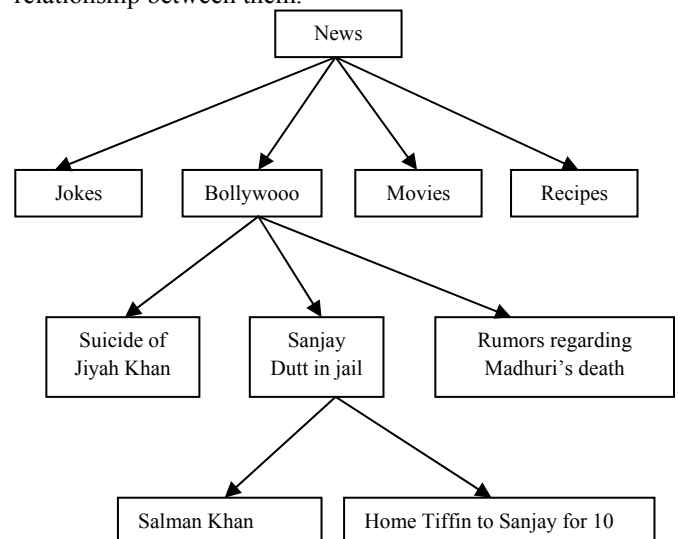 relationship between them.
News
Jokes
Bollywooo
Movies
Recipes
Suicide of
Jiyah Khan
Sanjay
Dutt in jail
Rumors regarding
Madhuri's death
Salman Khan
Home Tiffin to Sanjay for 10